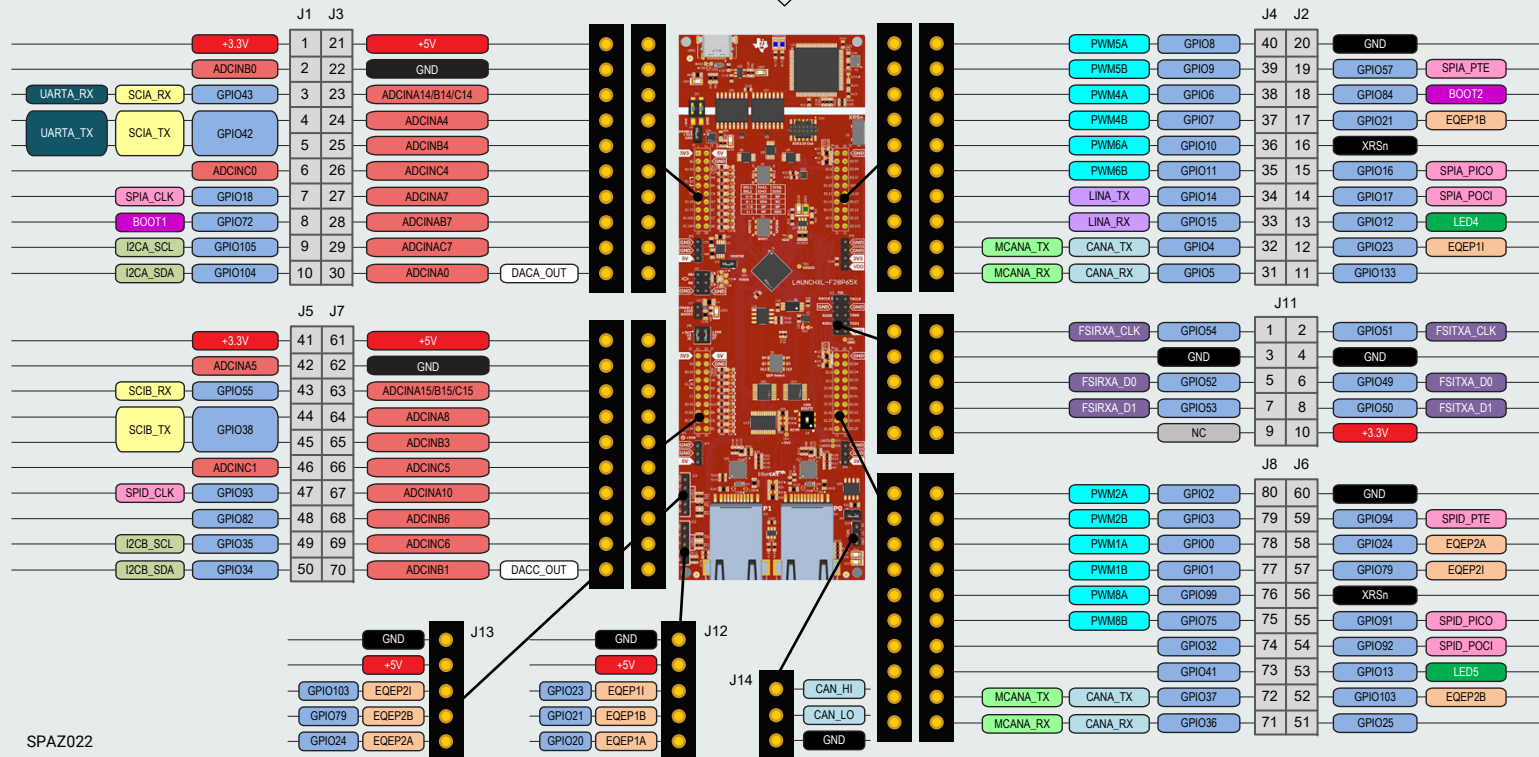 J1 J3
+3.3V 1 21 +5V
ADCINB0 2 22 GND
UARTA_RX SCIA_RX GPIO43 3 23 ADCINA14/B14/C14
UARTA_TX SCIA_TX GPIO42 4 24 ADCINA4
5 25 ADCINB4
ADCINC0 6 26 ADCINC4
SPIA_CLK GPIO18 7 27 ADCINA7
BOOT1 GPIO72 8 28 ADCINAB7
I2CA_SCL GPIO105 9 29 ADCINAC7
I2CA_SDA GPIO104 10 30 ADCINA0 DACA_OUT
J5 J7
+3.3V 41 61 +5V
ADCINA5 42 62 GND
SCIB_RX GPIO55 43 63 ADCINA15/B15/C15
SCIB_TX GPIO38 44 64 ADCINA8
45 65 ADCINB3
ADCINC1 46 66 ADCINC5
SPID_CLK GPIO93 47 67 ADCINA10
GPIO82 48 68 ADCINB6
I2CB_SCL GPIO35 49 69 ADCINC6
I2CB_SDA GPIO34 50 70 ADCINB1 DACC_OUT
LAUNCHXL-F28P65X
P1 P0
J4 J2
PWM5A GPIO8 40 20 GND
PWM5B GPIO9 39 19 GPIO57 SPIA_PTE
PWM4A GPIO6 38 18 GPIO84 BOOT2
PWM4B GPIO7 37 17 GPIO21 EQEP1B
PWM6A GPIO10 36 16 XRSn
PWM6B GPIO11 35 15 GPIO16 SPIA_PICO
LINA_TX GPIO14 34 14 GPIO17 SPIA_POCI
LINA_RX GPIO15 33 13 GPIO12 LED4
MCANA_TX CANA_TX GPIO4 32 12 GPIO23 EQEP1I
MCANA_RX CANA_RX GPIO5 31 11 GPIO133
J11
FSIRXA_CLK GPIO54 1 2 GPIO51 FSITXA_CLK
GND 3 4 GND
FSIRXA_D0 GPIO52 5 6 GPIO49 FSITXA_D0
FSIRXA_D1 GPIO53 7 8 GPIO50 FSITXA_D1
NC 9 10 +3.3V
J8 J6
PWM2A GPIO2 80 60 GND
PWM2B GPIO3 79 59 GPIO94 SPID_PTE
PWM1A GPIO0 78 58 GPIO24 EQEP2A
PWM1B GPIO1 77 57 GPIO79 EQEP2I
PWM8A GPIO99 76 56 XRSn
PWM8B GPIO75 75 55 GPIO91 SPID_PICO
GPIO32 74 54 GPIO92 SPID_POCI
GPIO41 73 53 GPIO13 LED5
MCANA_TX CANA_TX GPIO37 72 52 GPIO103 EQEP2B
MCANA_RX CANA_RX GPIO36 71 51 GPIO25
J13
GND
+5V
GPIO103 EQEP2I
GPIO79 EQEP2B
GPIO24 EQEP2A
J12
GND
+5V
GPIO23 EQEP1I
GPIO21 EQEP1B
GPIO20 EQEP1A
J14
CAN_HI
CAN_LO
GND
SPAZ022